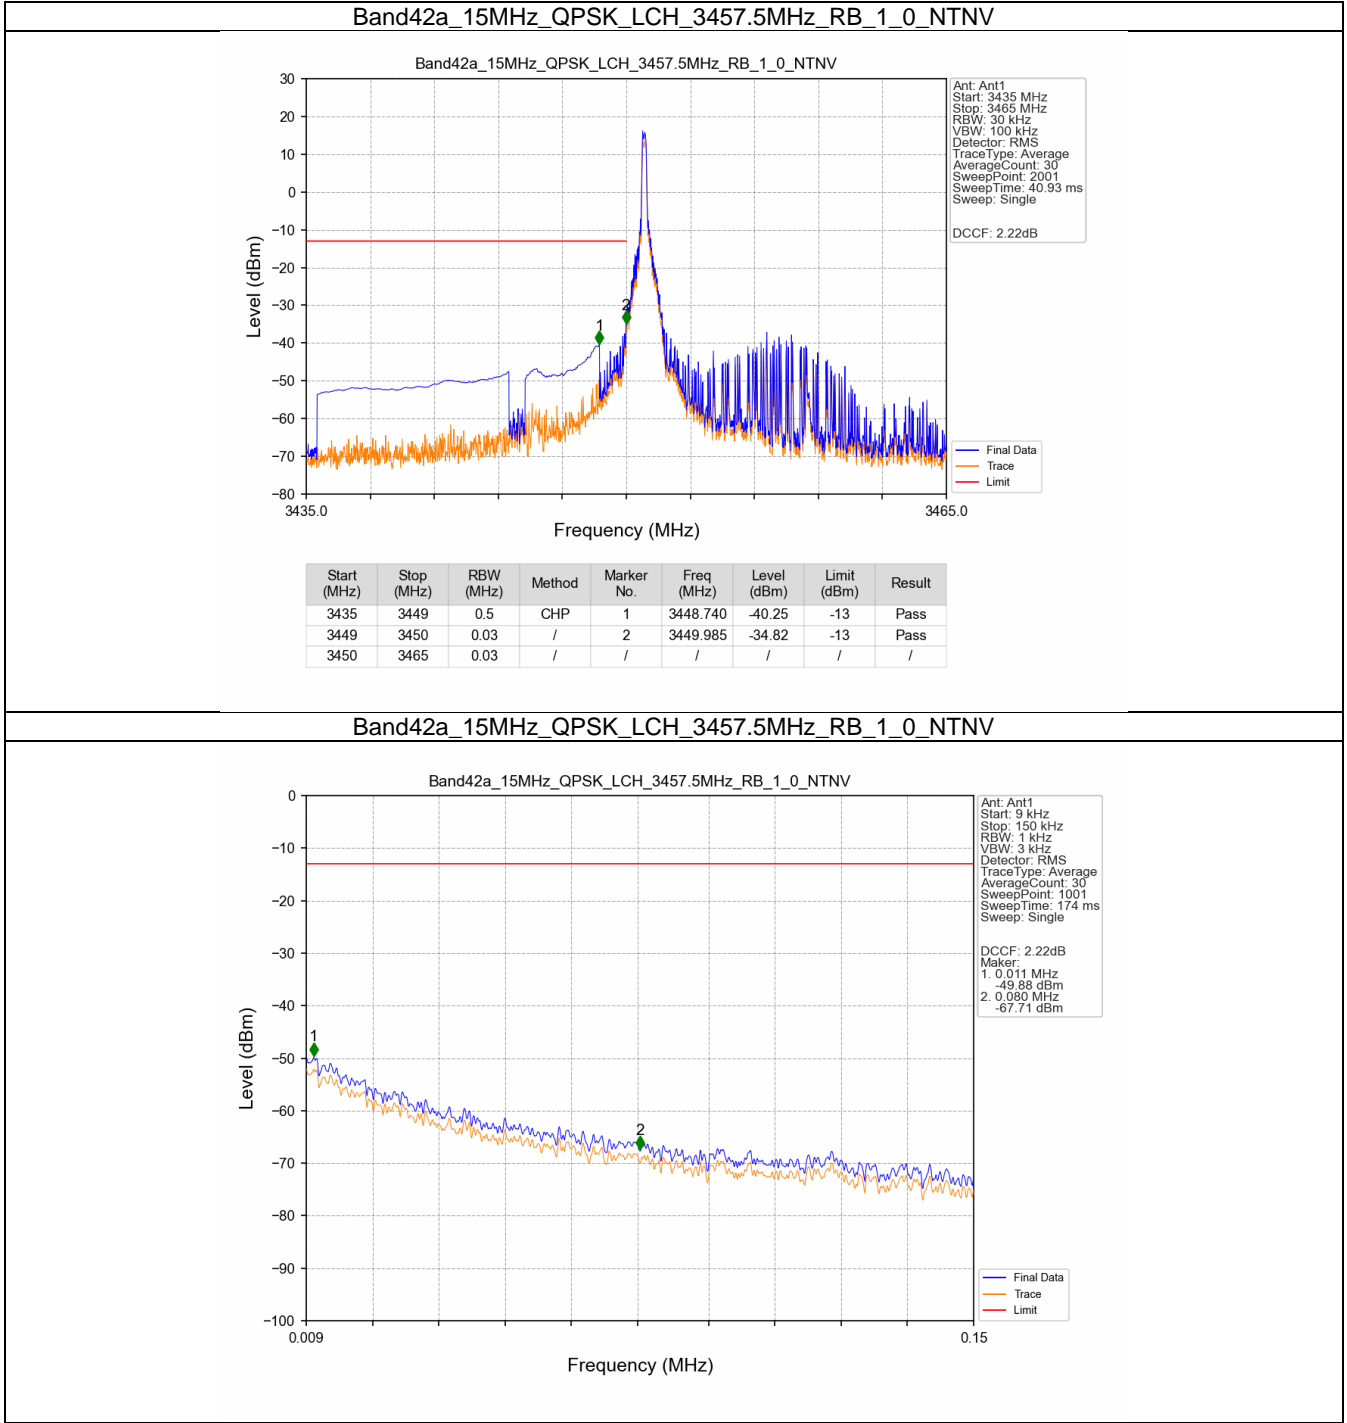 Band42a_15MHz_QPSK_LCH_3457.5MHz_RB_1_0_NTNV
Band42a_15MHz_QPSK_LCH_3457.5MHz_RB_1_0_NTNV
30
20
10
0
−10
−20
−30
−40
−50
−60
−70
−80
Level (dBm)
1
2
3435.0
3465.0
Frequency (MHz)
Ant: Ant1
Start: 3435 MHz
Stop: 3465 MHz
RBW: 30 kHz
VBW: 100 kHz
Detector: RMS
TraceType: Average
AverageCount: 30
SweepPoint: 2001
SweepTime: 40.93 ms
Sweep: Single
DCCF: 2.22dB
Final Data
Trace
Limit
Start (MHz) Stop (MHz) RBW (MHz) Method Marker No. Freq (MHz) Level (dBm) Limit (dBm) Result
3435 3449 0.5 CHP 1 3448.740 -40.25 -13 Pass
3449 3450 0.03 / 2 3449.985 -34.82 -13 Pass
3450 3465 0.03 / / / / / /
Band42a_15MHz_QPSK_LCH_3457.5MHz_RB_1_0_NTNV
Band42a_15MHz_QPSK_LCH_3457.5MHz_RB_1_0_NTNV
0
−10
−20
−30
−40
−50
−60
−70
−80
−90
−100
Level (dBm)
1
2
0.009
0.15
Frequency (MHz)
Ant: Ant1
Start: 9 kHz
Stop: 150 kHz
RBW: 1 kHz
VBW: 3 kHz
Detector: RMS
TraceType: Average
AverageCount: 30
SweepPoint: 1001
SweepTime: 174 ms
Sweep: Single
DCCF: 2.22dB
Maker:
1. 0.011 MHz
-49.88 dBm
2. 0.080 MHz
-67.71 dBm
Final Data
Trace
Limit